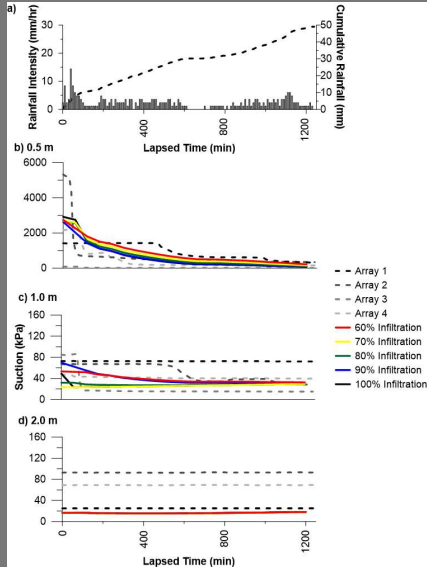 a)
Rainfall Intensity (mm/hr)
30
20
10
0
Cumulative Rainfall (mm)
50
40
30
20
10
0
0
400
800
1200
Lapsed Time (min)
b) 0.5 m
6000
4000
2000
0
c) 1.0 m
Suction (kPa)
160
120
80
40
0
d) 2.0 m
160
120
80
40
0
0
400
800
1200
Lapsed Time (min)
Array 1
Array 2
Array 3
Array 4
60% Infiltration
70% Infiltration
80% Infiltration
90% Infiltration
100% Infiltration